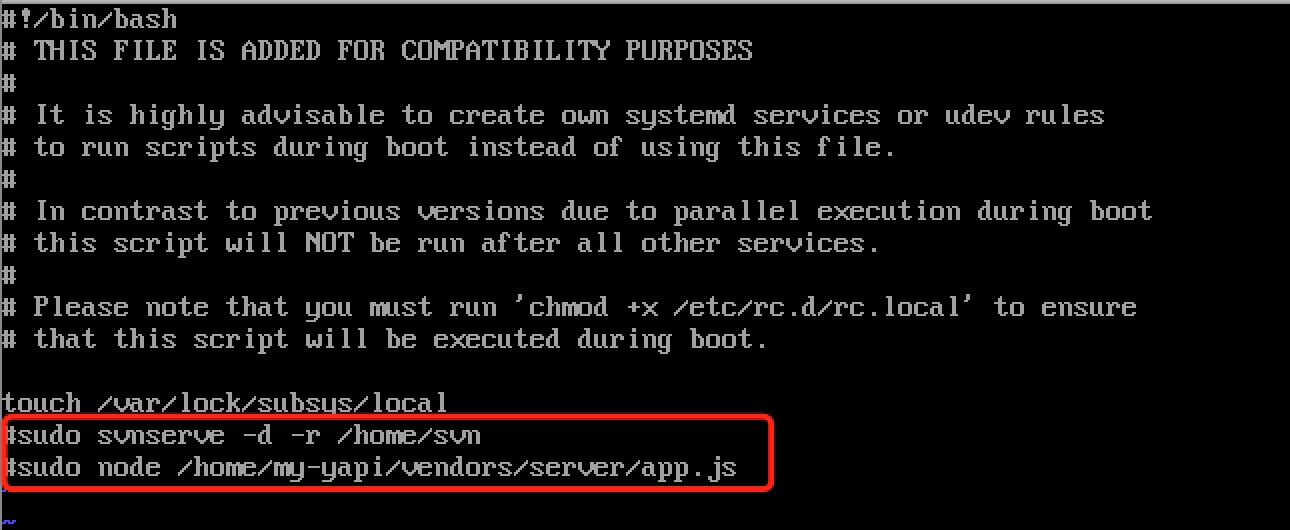 #!/bin/bash
# THIS FILE IS ADDED FOR COMPATIBILITY PURPOSES
#
# It is highly advisable to create own systemd services or udev rules
# to run scripts during boot instead of using this file.
#
# In contrast to previous versions due to parallel execution during boot
# this script will NOT be run after all other services.
#
# Please note that you must run 'chmod +x /etc/rc.d/rc.local' to ensure
# that this script will be executed during boot.
touch /var/lock/subsys/local
#sudo svnserve -d -r /home/svn
#sudo node /home/my-yapi/vendors/server/app.js
~
~